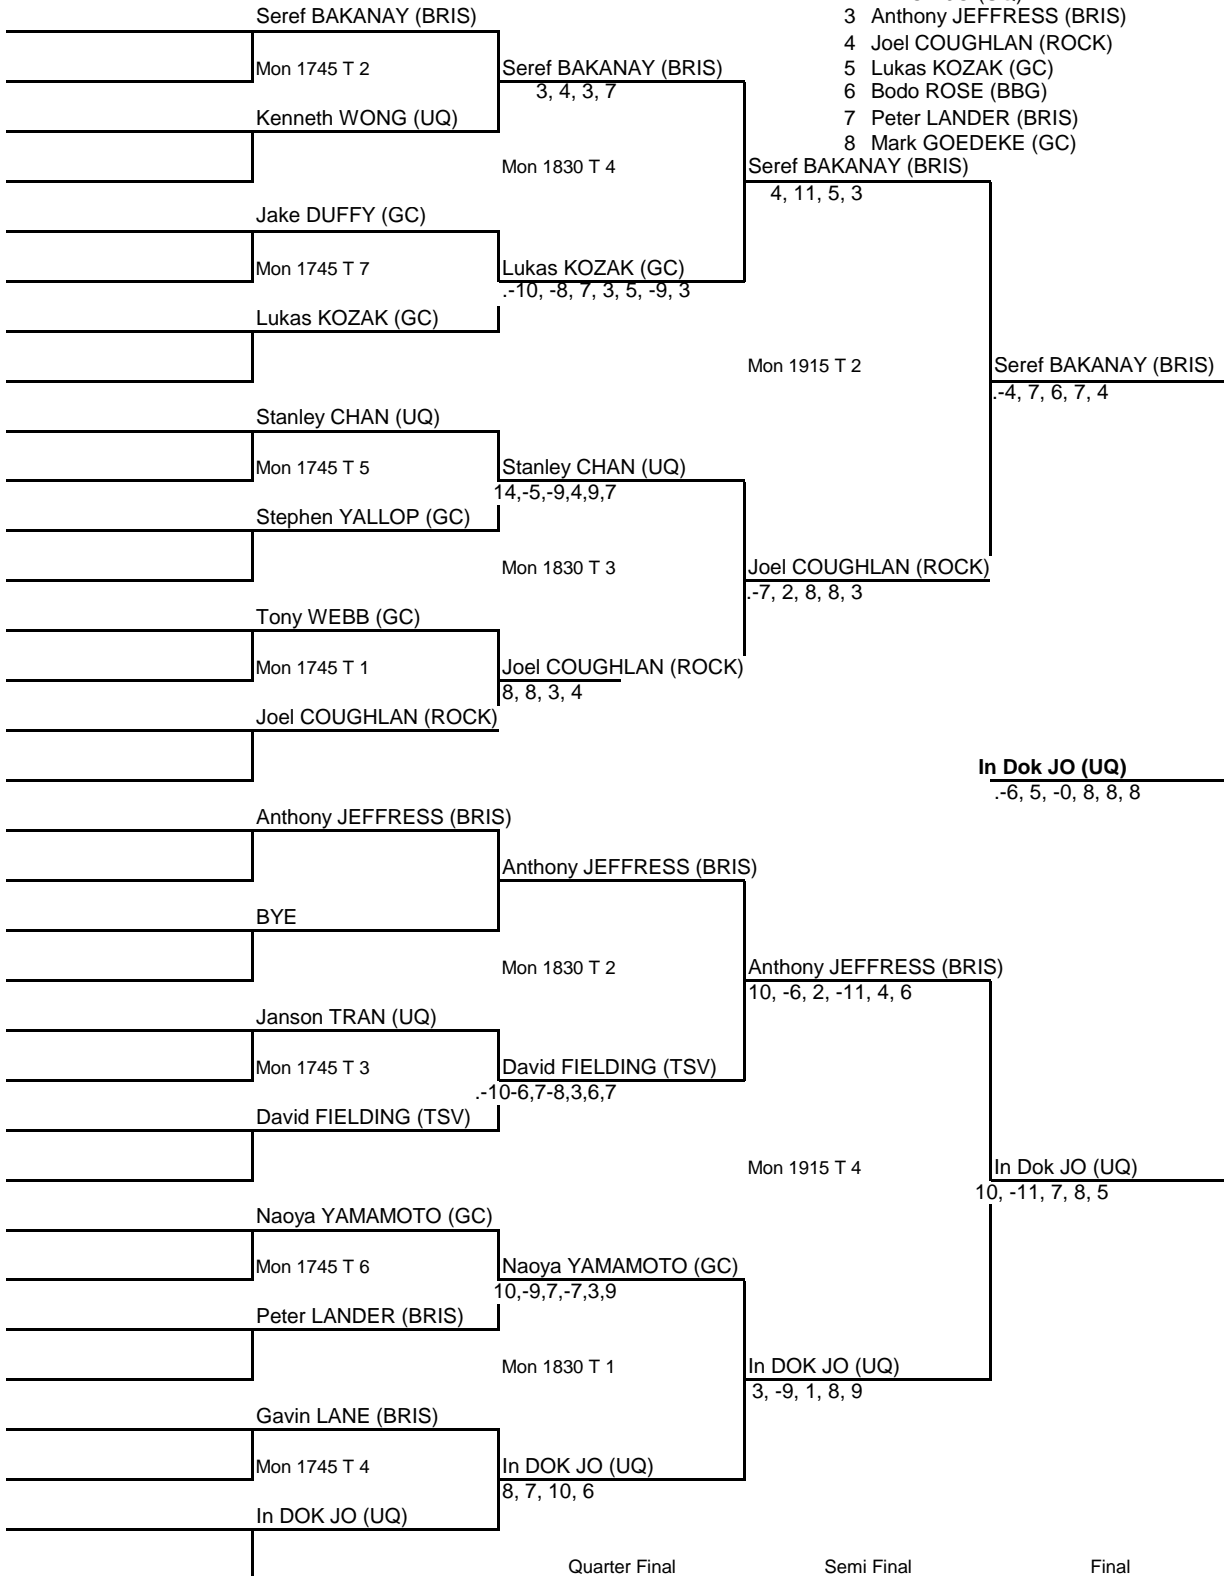 Seref BAKANAY (BRIS)
3 Anthony JEFFRESS (BRIS)
4 Joel COUGHLAN (ROCK)
Mon 1745 T 2
Seref BAKANAY (BRIS)
5 Lukas KOZAK (GC)
3, 4, 3, 7
6 Bodo ROSE (BBG)
Kenneth WONG (UQ)
7 Peter LANDER (BRIS)
8 Mark GOEDEKE (GC)
Mon 1830 T 4
Seref BAKANAY (BRIS)
4, 11, 5, 3
Jake DUFFY (GC)
Mon 1745 T 7
Lukas KOZAK (GC)
.-10, -8, 7, 3, 5, -9, 3
Lukas KOZAK (GC)
Mon 1915 T 2
Seref BAKANAY (BRIS)
.-4, 7, 6, 7, 4
Stanley CHAN (UQ)
Mon 1745 T 5
Stanley CHAN (UQ)
14,-5,-9,4,9,7
Stephen YALLOP (GC)
Mon 1830 T 3
Joel COUGHLAN (ROCK)
.-7, 2, 8, 8, 3
Tony WEBB (GC)
Mon 1745 T 1
Joel COUGHLAN (ROCK)
8, 8, 3, 4
Joel COUGHLAN (ROCK)
In Dok JO (UQ)
.-6, 5, -0, 8, 8, 8
Anthony JEFFRESS (BRIS)
Anthony JEFFRESS (BRIS)
BYE
Mon 1830 T 2
Anthony JEFFRESS (BRIS)
10, -6, 2, -11, 4, 6
Janson TRAN (UQ)
Mon 1745 T 3
David FIELDING (TSV)
.-10-6,7-8,3,6,7
David FIELDING (TSV)
Mon 1915 T 4
In Dok JO (UQ)
10, -11, 7, 8, 5
Naoya YAMAMOTO (GC)
Mon 1745 T 6
Naoya YAMAMOTO (GC)
10,-9,7,-7,3,9
Peter LANDER (BRIS)
Mon 1830 T 1
In DOK JO (UQ)
3, -9, 1, 8, 9
Gavin LANE (BRIS)
Mon 1745 T 4
In DOK JO (UQ)
8, 7, 10, 6
In DOK JO (UQ)
Quarter Final
Semi Final
Final